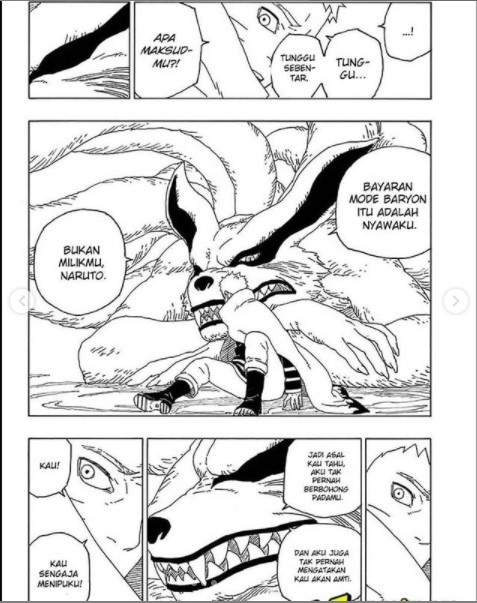 ...!
TUNG-
GU...
TUNGGU
SEBEN-
TAR.
APA
MAKSUD-
MU?!
BAYARAN
MODE BARYON
ITU ADALAH
NYAWAKU.
BUKAN
MILIKMU,
NARUTO.
JADI ASAL
KAU TAHU,
AKU TAK
PERNAH
BERBOHONG
PADAMU.
DAN AKU JUGA
TAK PERNAH
MENGATAKAN
KAU AKAN AMTI.
KAU!
KAU
SENGAJA
MENIPUKU!